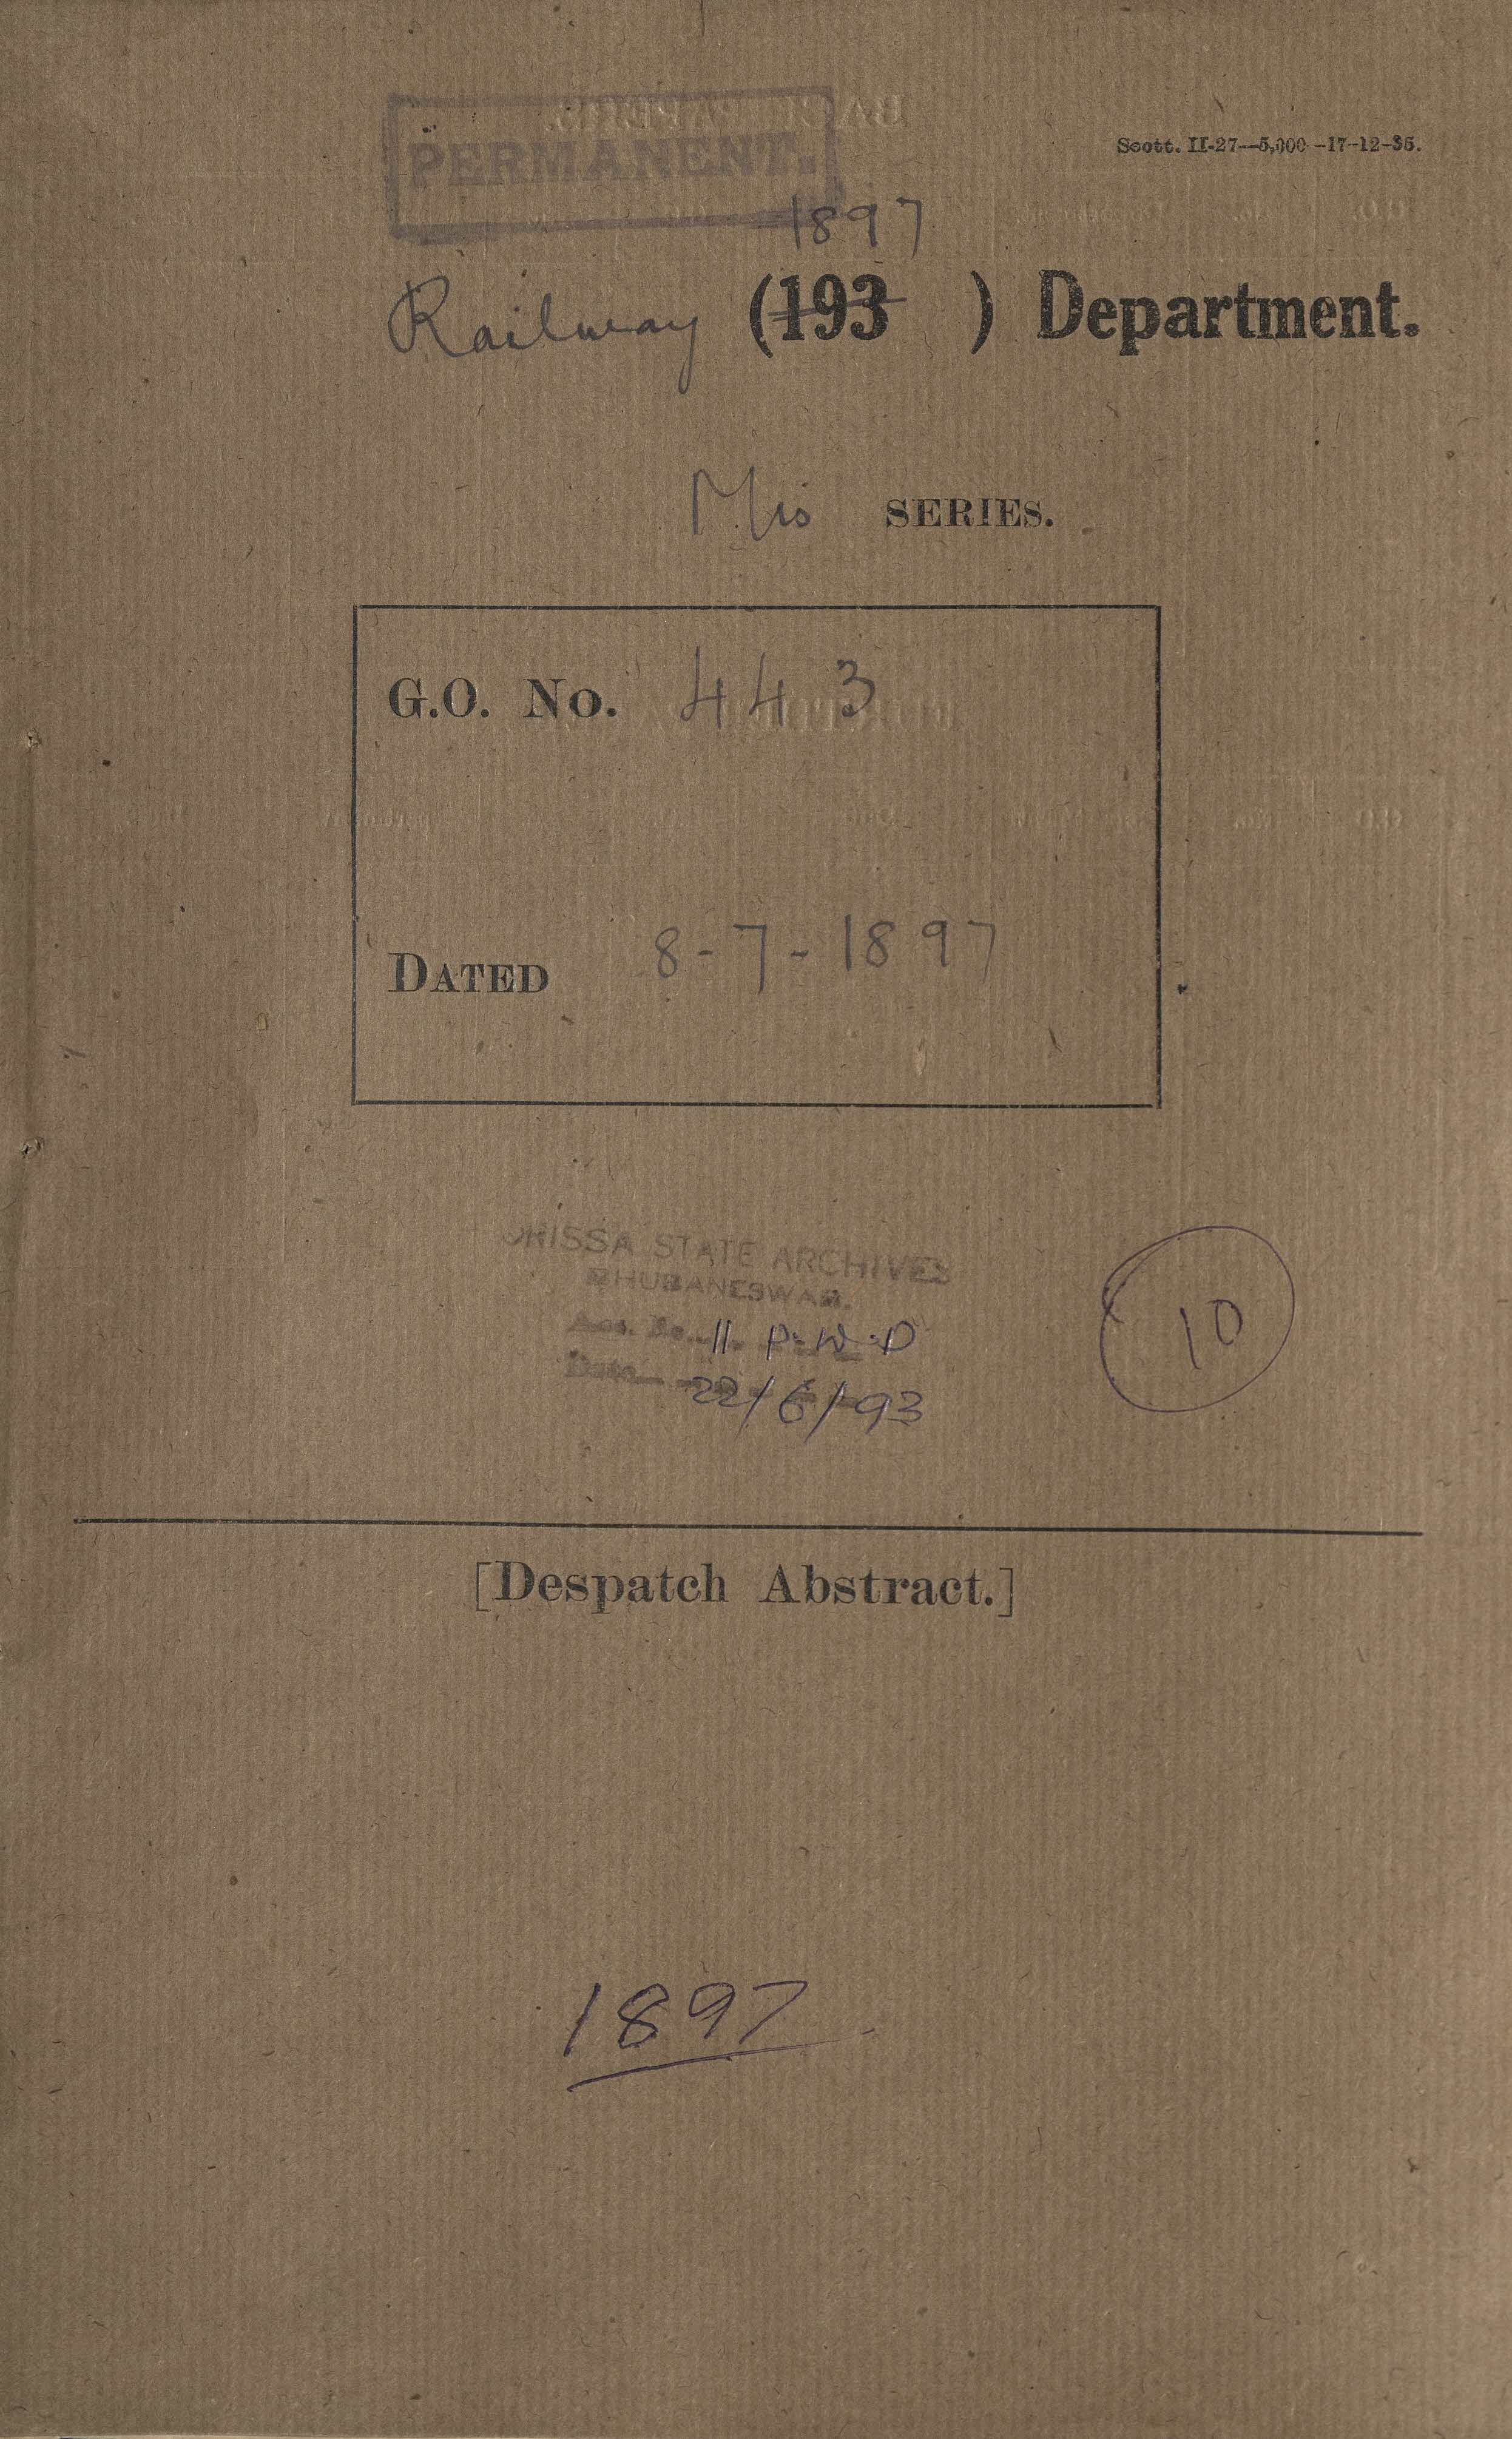 PERMANENT.
Scott. II-27—5,000—17-12-35.
1897
Railway (193 ) Department.
Mis SERIES.
G.O. No. 443
DATED 8-7-1897
ORISSA STATE ARCHIVES
BHUBANESWAR.
Acc. No. 11 P.W.D
Date 22/6/93
10
[Despatch Abstract.]
1897